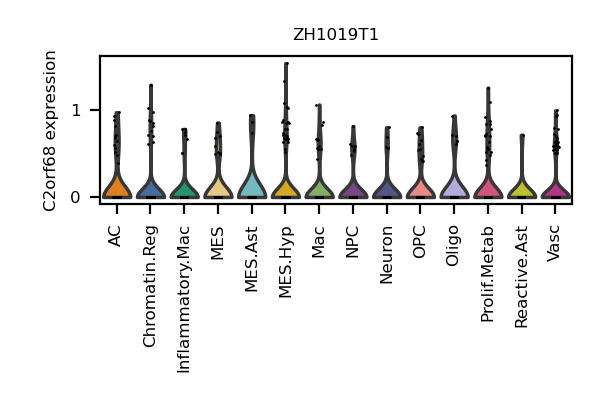 ZH1019T1
C2orf68 expression
1
0
AC
Chromatin.Reg
Inflammatory.Mac
MES
MES.Ast
MES.Hyp
Mac
NPC
Neuron
OPC
Oligo
Prolif.Metab
Reactive.Ast
Vasc